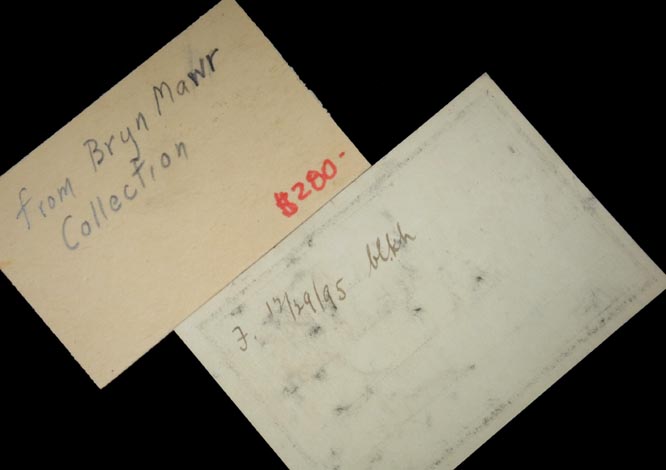 from Bryn Mawr
Collection
$200-
J. 12/29/95